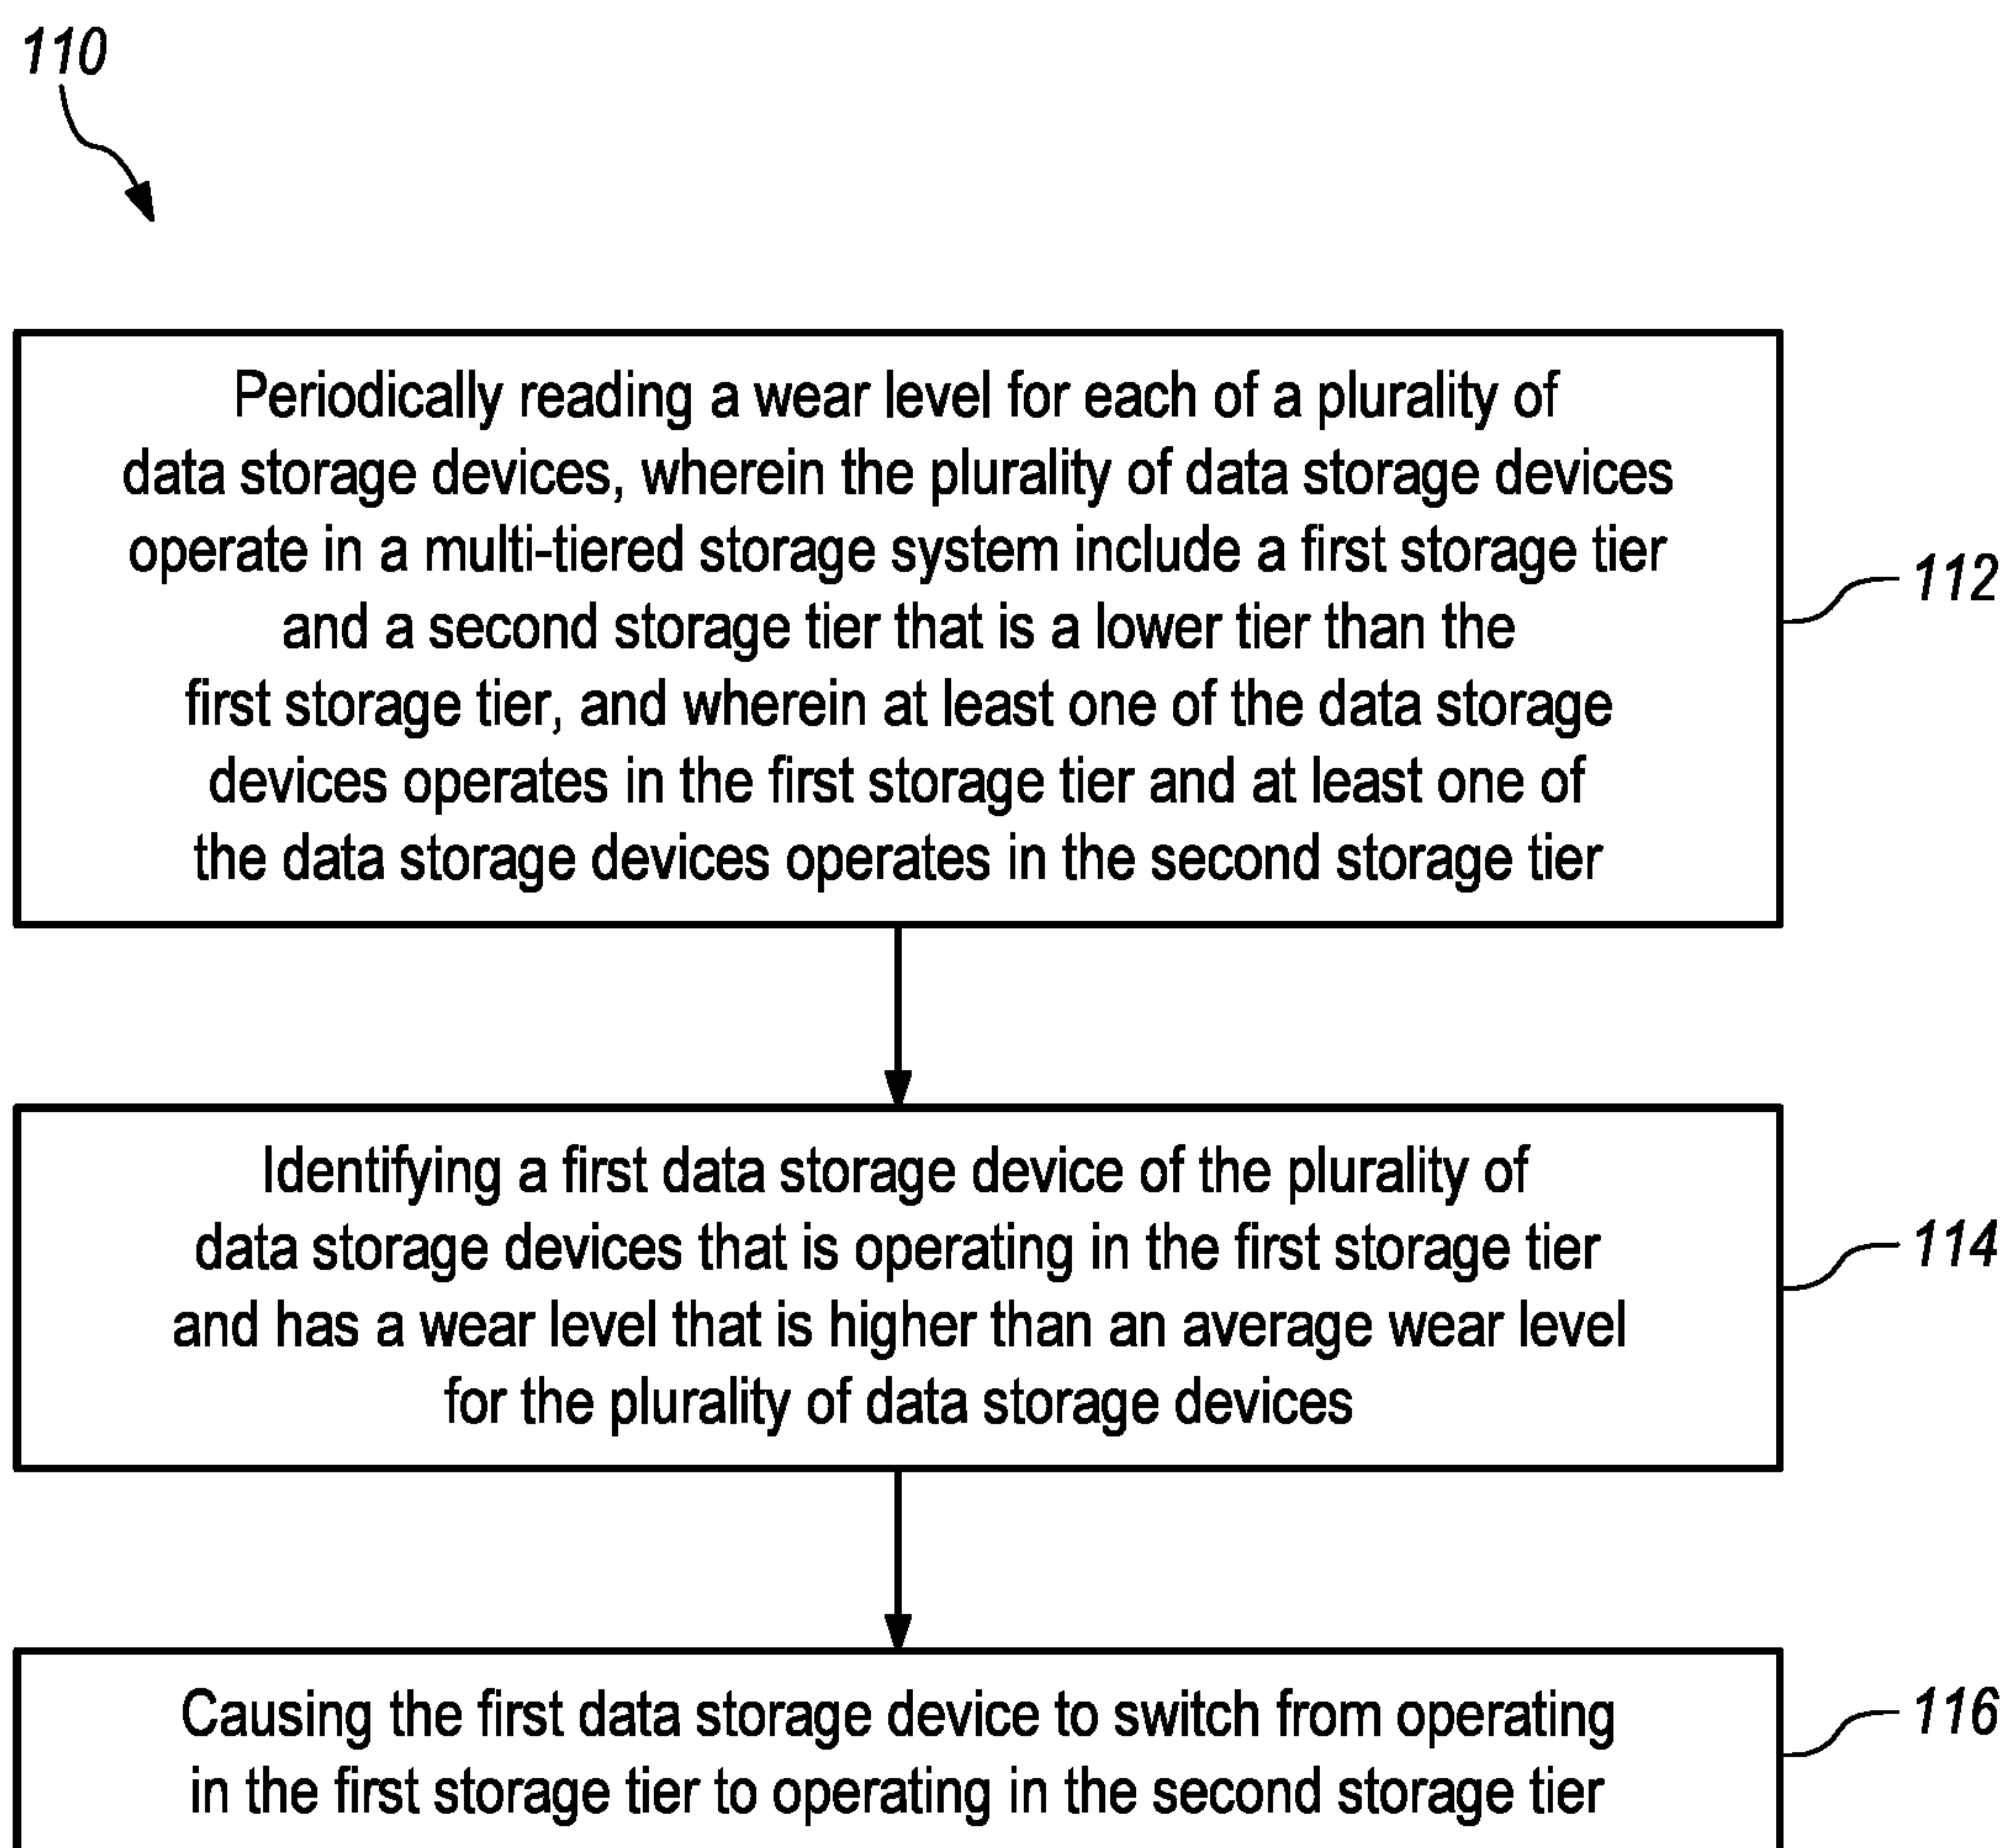 110
Periodically reading a wear level for each of a plurality of
data storage devices, wherein the plurality of data storage devices
operate in a multi-tiered storage system include a first storage tier
and a second storage tier that is a lower tier than the
first storage tier, and wherein at least one of the data storage
devices operates in the first storage tier and at least one of
the data storage devices operates in the second storage tier
112
Identifying a first data storage device of the plurality of
data storage devices that is operating in the first storage tier
and has a wear level that is higher than an average wear level
for the plurality of data storage devices
114
Causing the first data storage device to switch from operating
in the first storage tier to operating in the second storage tier
116